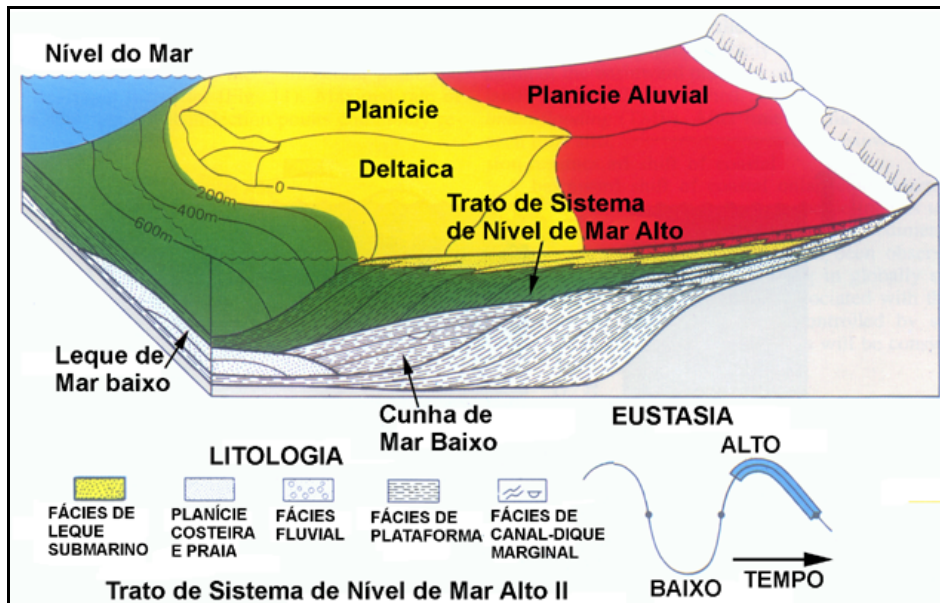 Nível do Mar
Planície Aluvial
Planície
Deltaica
0
200m
400m
600m
Trato de Sistema
de Nível de Mar Alto
Leque de
Mar baixo
Cunha de
Mar Baixo
EUSTASIA
ALTO
BAIXO
TEMPO
LITOLOGIA
FÁCIES DE
LEQUE
SUBMARINO
PLANÍCIE
COSTEIRA
E PRAIA
FÁCIES
FLUVIAL
FÁCIES DE
PLATAFORMA
FÁCIES DE
CANAL-DIQUE
MARGINAL
Trato de Sistema de Nível de Mar Alto II